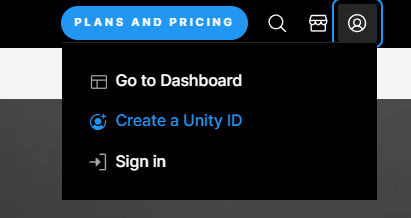 PLANS AND PRICING
Go to Dashboard
Create a Unity ID
Sign in